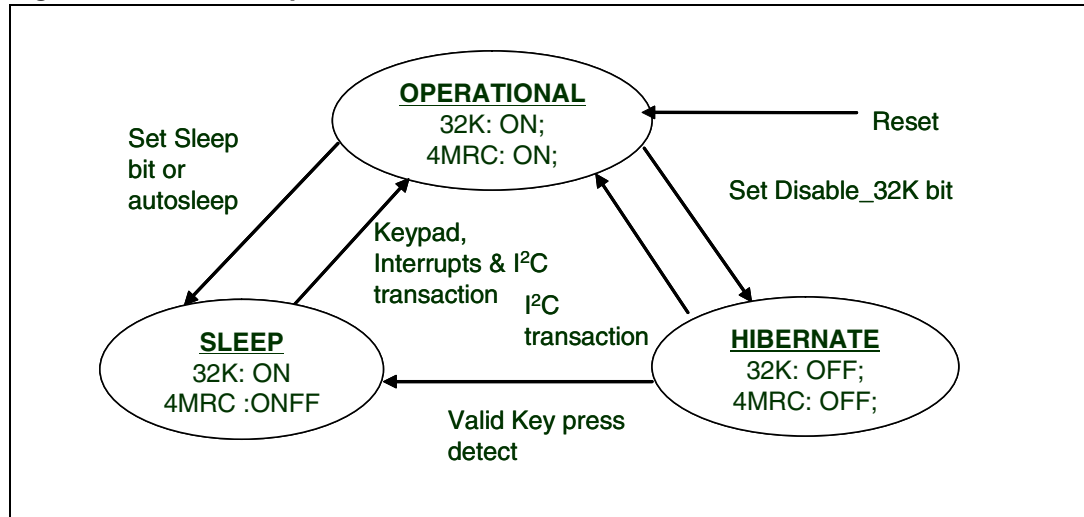 OPERATIONAL
32K: ON;
4MRC: ON;
Reset
Set Sleep
bit or
autosleep
Set Disable_32K bit
Keypad,
Interrupts & I²C
transaction
I²C
transaction
SLEEP
32K: ON
4MRC :ONFF
HIBERNATE
32K: OFF;
4MRC: OFF;
Valid Key press
detect